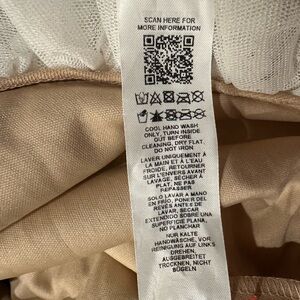 SCAN HERE FOR
MORE INFORMATION
COOL HAND WASH
ONLY, TURN INSIDE
OUT BEFORE
CLEANING, DRY FLAT,
DO NOT IRON
LAVER UNIQUEMENT À
LA MAIN ET À L'EAU
FROIDE, RETOURNER
SUR L'ENVERS AVANT
LAVAGE, SÉCHER À
PLAT, NE PAS
REPASSER
SOLO LAVAR A MANO
EN FRÍO, PONER DEL
REVÉS ANTES DE
LAVAR, SECAR
EXTENDIDO SOBRE UNA
SUPERFICIE PLANA,
NO PLANCHAR
NUR KALTE
HANDWÄSCHE, VOR
REINIGUNG AUF LINKS
DREHEN,
AUSGEBREITET
TROCKNEN, NICHT
BÜGELN